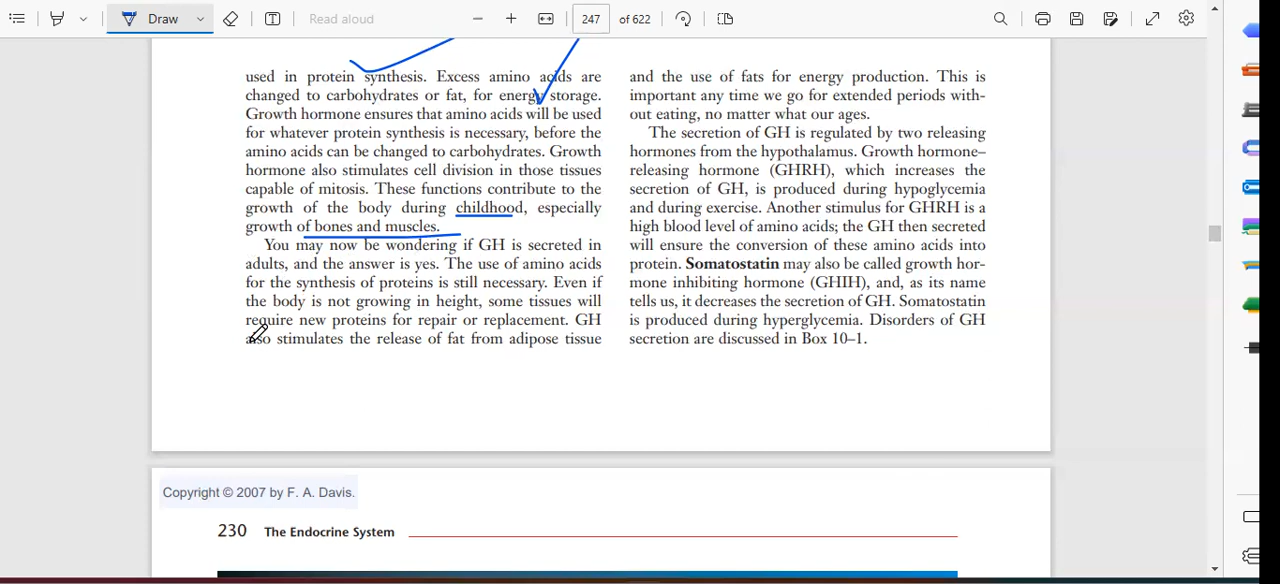 Draw
Read aloud
247
of 622
used in protein synthesis. Excess amino acids are
changed to carbohydrates or fat, for energy storage.
Growth hormone ensures that amino acids will be used
for whatever protein synthesis is necessary, before the
amino acids can be changed to carbohydrates. Growth
hormone also stimulates cell division in those tissues
capable of mitosis. These functions contribute to the
growth of the body during childhood, especially
growth of bones and muscles.
You may now be wondering if GH is secreted in
adults, and the answer is yes. The use of amino acids
for the synthesis of proteins is still necessary. Even if
the body is not growing in height, some tissues will
require new proteins for repair or replacement. GH
also stimulates the release of fat from adipose tissue
and the use of fats for energy production. This is
important any time we go for extended periods with-
out eating, no matter what our ages.
The secretion of GH is regulated by two releasing
hormones from the hypothalamus. Growth hormone–
releasing hormone (GHRH), which increases the
secretion of GH, is produced during hypoglycemia
and during exercise. Another stimulus for GHRH is a
high blood level of amino acids; the GH then secreted
will ensure the conversion of these amino acids into
protein. Somatostatin may also be called growth hor-
mone inhibiting hormone (GHIH), and, as its name
tells us, it decreases the secretion of GH. Somatostatin
is produced during hyperglycemia. Disorders of GH
secretion are discussed in Box 10–1.
Copyright © 2007 by F. A. Davis.
230 The Endocrine System